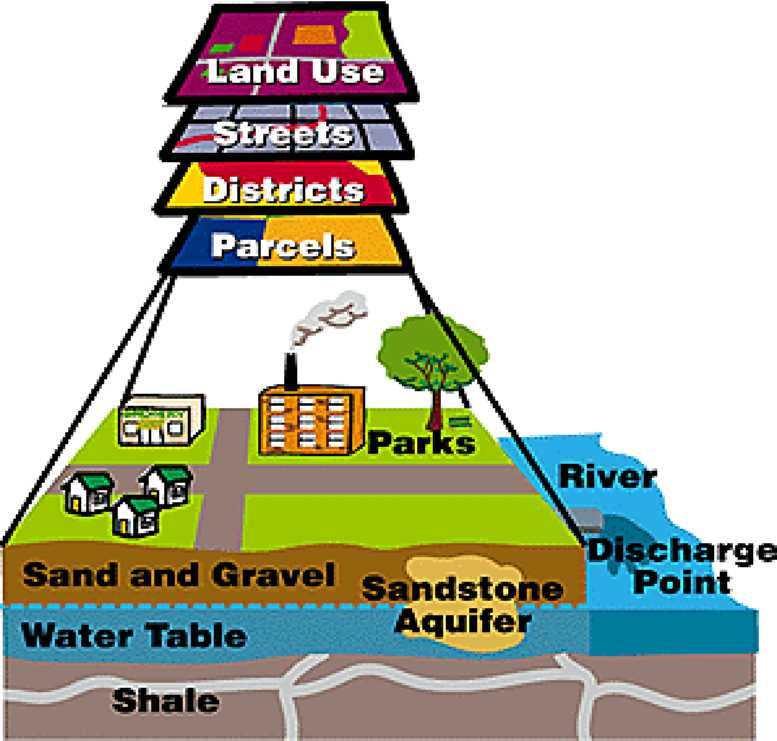 Land Use
Streets
Districts
Parcels
Parks
River
Discharge
Point
Sand and Gravel
Sandstone
Aquifer
Water Table
Shale